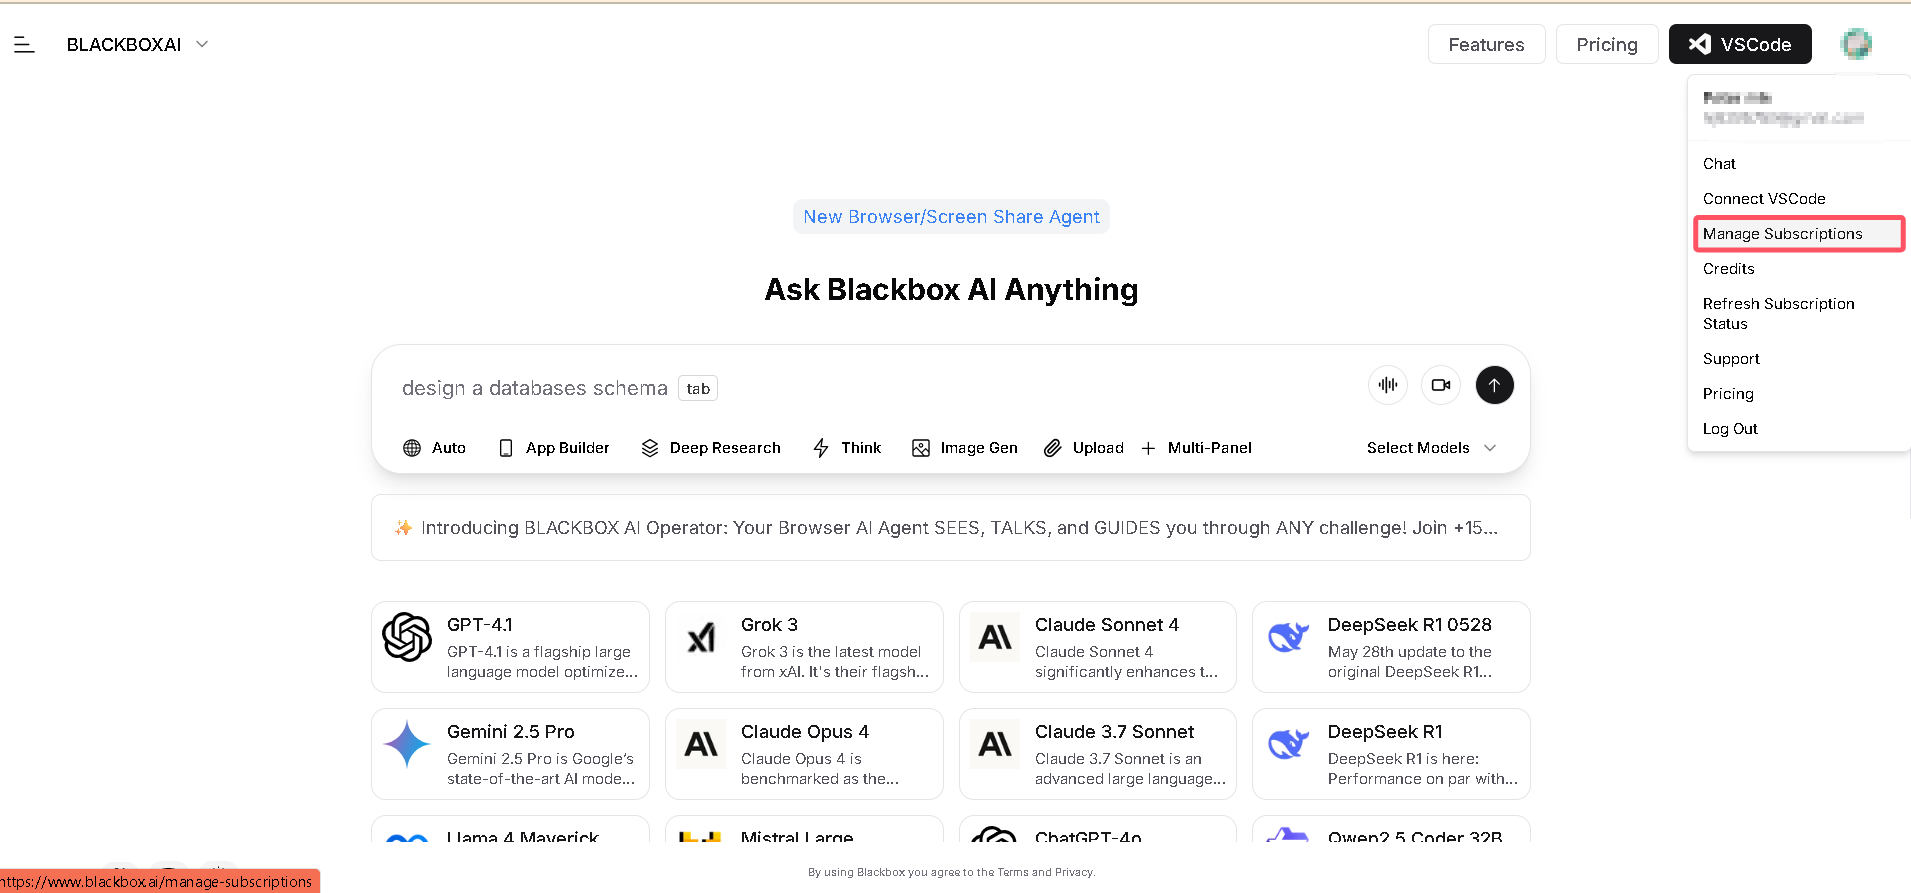 BLACKBOXAI
Features
Pricing
VSCode
Chat
Connect VSCode
Manage Subscriptions
Credits
Refresh Subscription
Status
Support
Pricing
Log Out
New Browser/Screen Share Agent
Ask Blackbox AI Anything
design a databases schema tab
Auto
App Builder
Deep Research
Think
Image Gen
Upload
Multi-Panel
Select Models
Introducing BLACKBOX AI Operator: Your Browser AI Agent SEES, TALKS, and GUIDES you through ANY challenge! Join +15...
GPT-4.1
GPT-4.1 is a flagship large
language model optimize...
Grok 3
Grok 3 is the latest model
from xAI. It's their flagsh...
Claude Sonnet 4
Claude Sonnet 4
significantly enhances t...
DeepSeek R1 0528
May 28th update to the
original DeepSeek R1...
Gemini 2.5 Pro
Gemini 2.5 Pro is Google's
state-of-the-art AI mode...
Claude Opus 4
Claude Opus 4 is
benchmarked as the...
Claude 3.7 Sonnet
Claude 3.7 Sonnet is an
advanced large language...
DeepSeek R1
DeepSeek R1 is here:
Performance on par with...
Llama 4 Maverick
Mistral Large
ChatGPT-4o
Qwen2.5 Coder 32B
By using Blackbox you agree to the Terms and Privacy.
https://www.blackbox.ai/manage-subscriptions